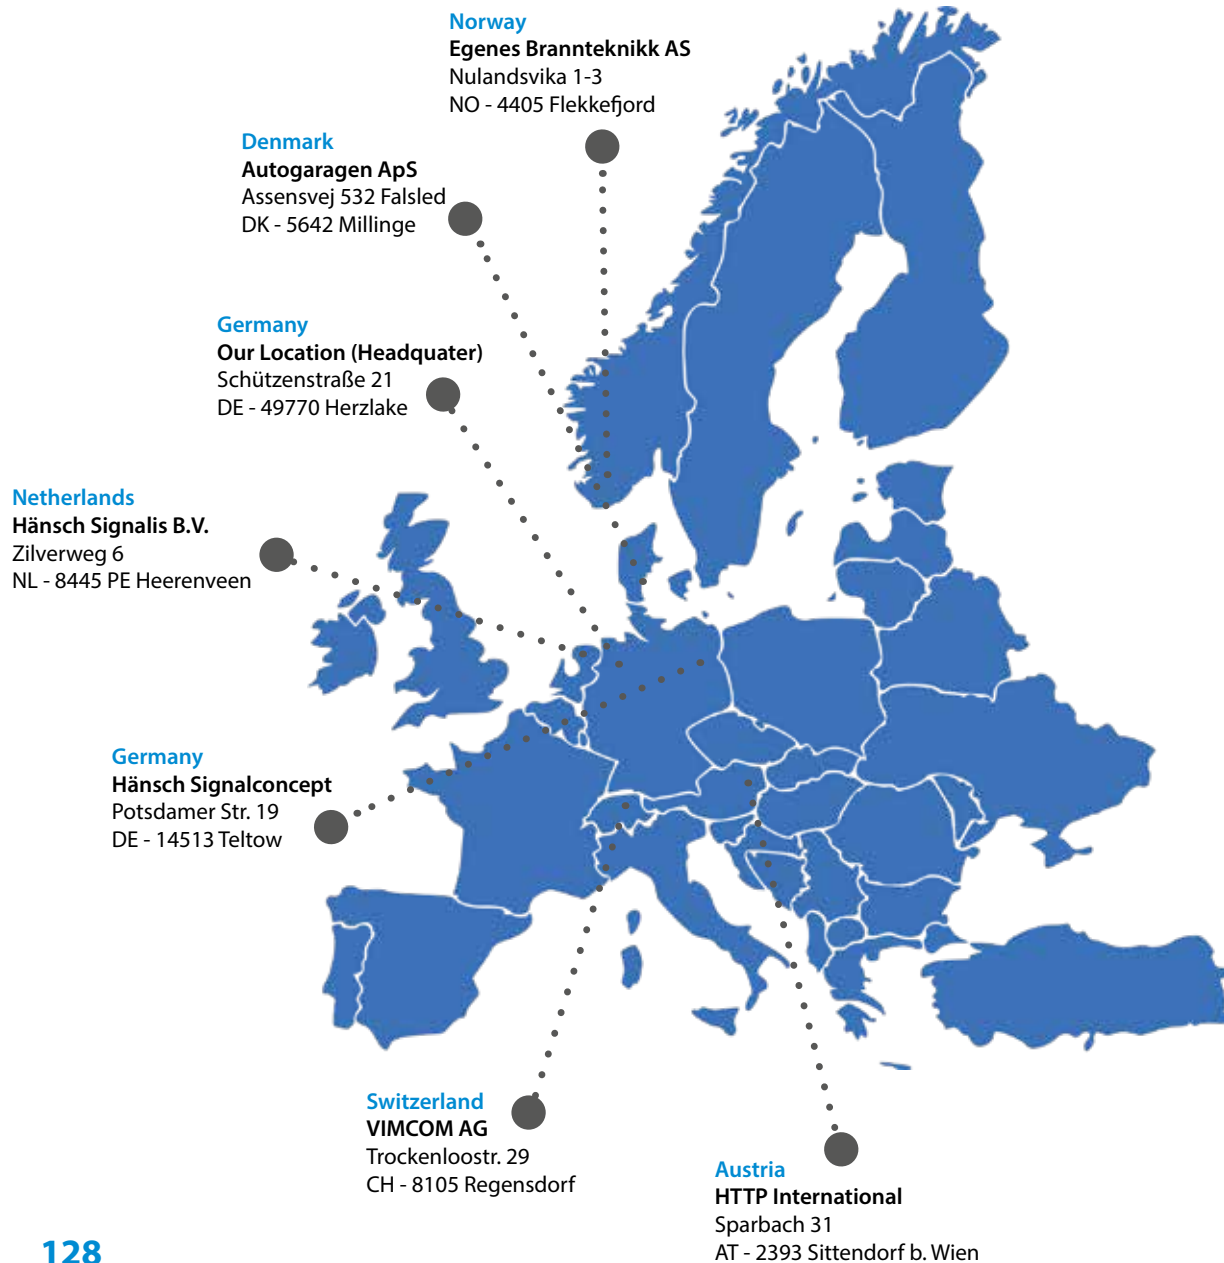 Norway
Egenes Brannteknikk AS
Nulandsvika 1-3
NO - 4405 Flekkefjord
Denmark
Autogaragen ApS
Assensvej 532 Falsled
DK - 5642 Millinge
Germany
Our Location (Headquater)
Schützenstraße 21
DE - 49770 Herzlake
Netherlands
Hänsch Signalis B.V.
Zilverweg 6
NL - 8445 PE Heerenveen
Germany
Hänsch Signalconcept
Potsdamer Str. 19
DE - 14513 Teltow
Switzerland
VIMCOM AG
Trockenloostr. 29
CH - 8105 Regensdorf
Austria
HTTP International
Sparbach 31
AT - 2393 Sittendorf b. Wien
128